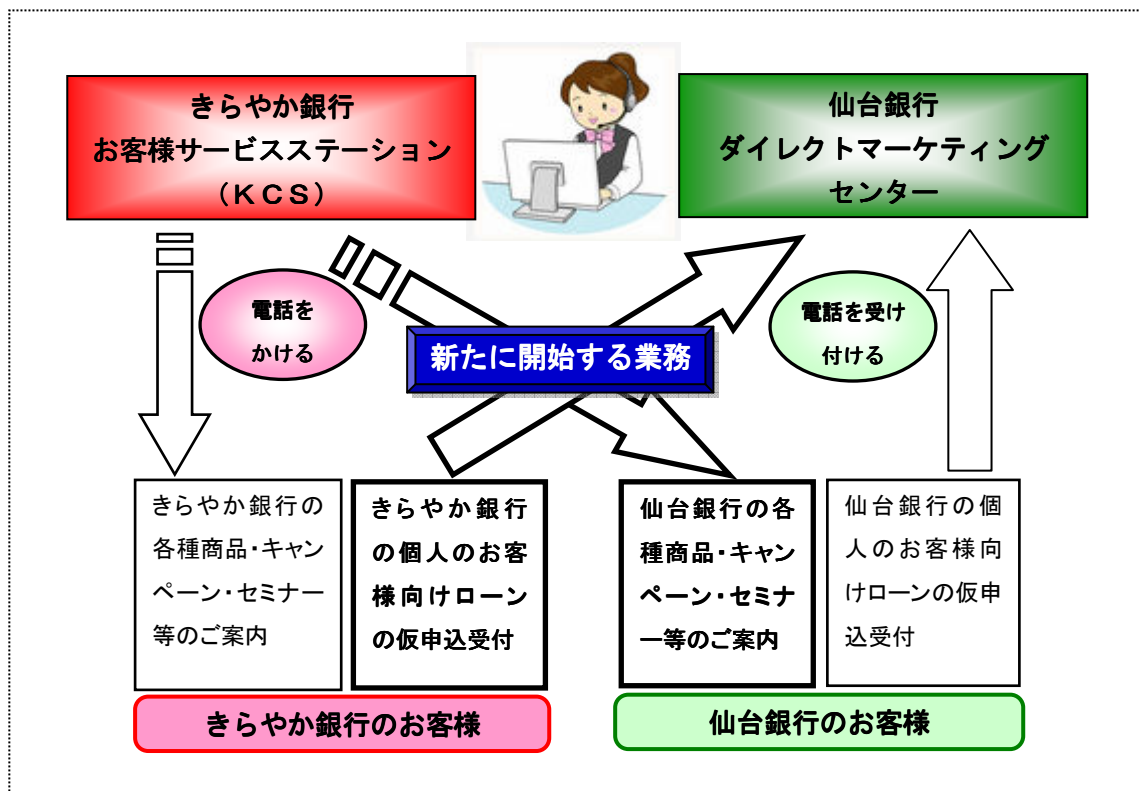 きらやか銀行
お客様サービスステーション
（ＫＣＳ）
仙台銀行
ダイレクトマーケティング
センター
電話を
かける
新たに開始する業務
電話を受け
付ける
きらやか銀行の
各種商品・キャン
ペーン・セミナー
等のご案内
きらやか銀行
の個人のお客
様向けローン
の仮申込受付
仙台銀行の各
種商品・キャン
ペーン・セミナ
ー等のご案内
仙台銀行の個
人のお客様向
けローンの仮申
込受付
きらやか銀行のお客様
仙台銀行のお客様